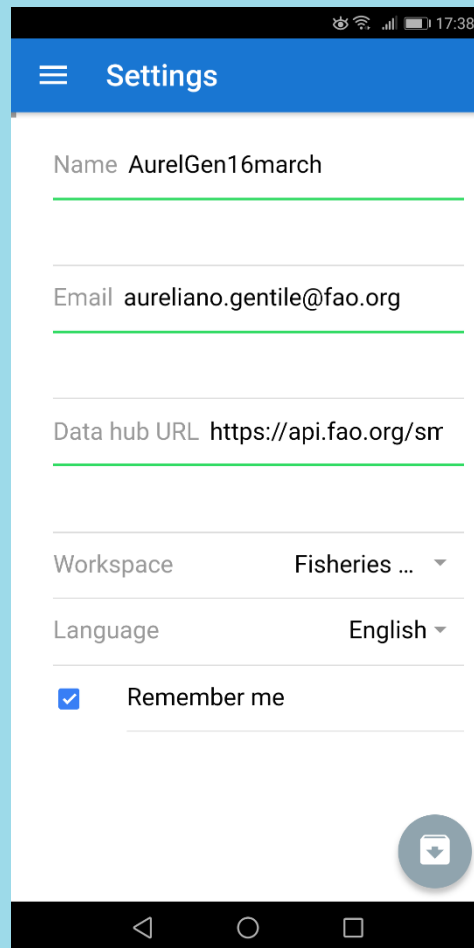 17:38
Settings
Name AurelGen16march
Email aureliano.gentile@fao.org
Data hub URL https://api.fao.org/sm
Workspace Fisheries ...
Language English
Remember me